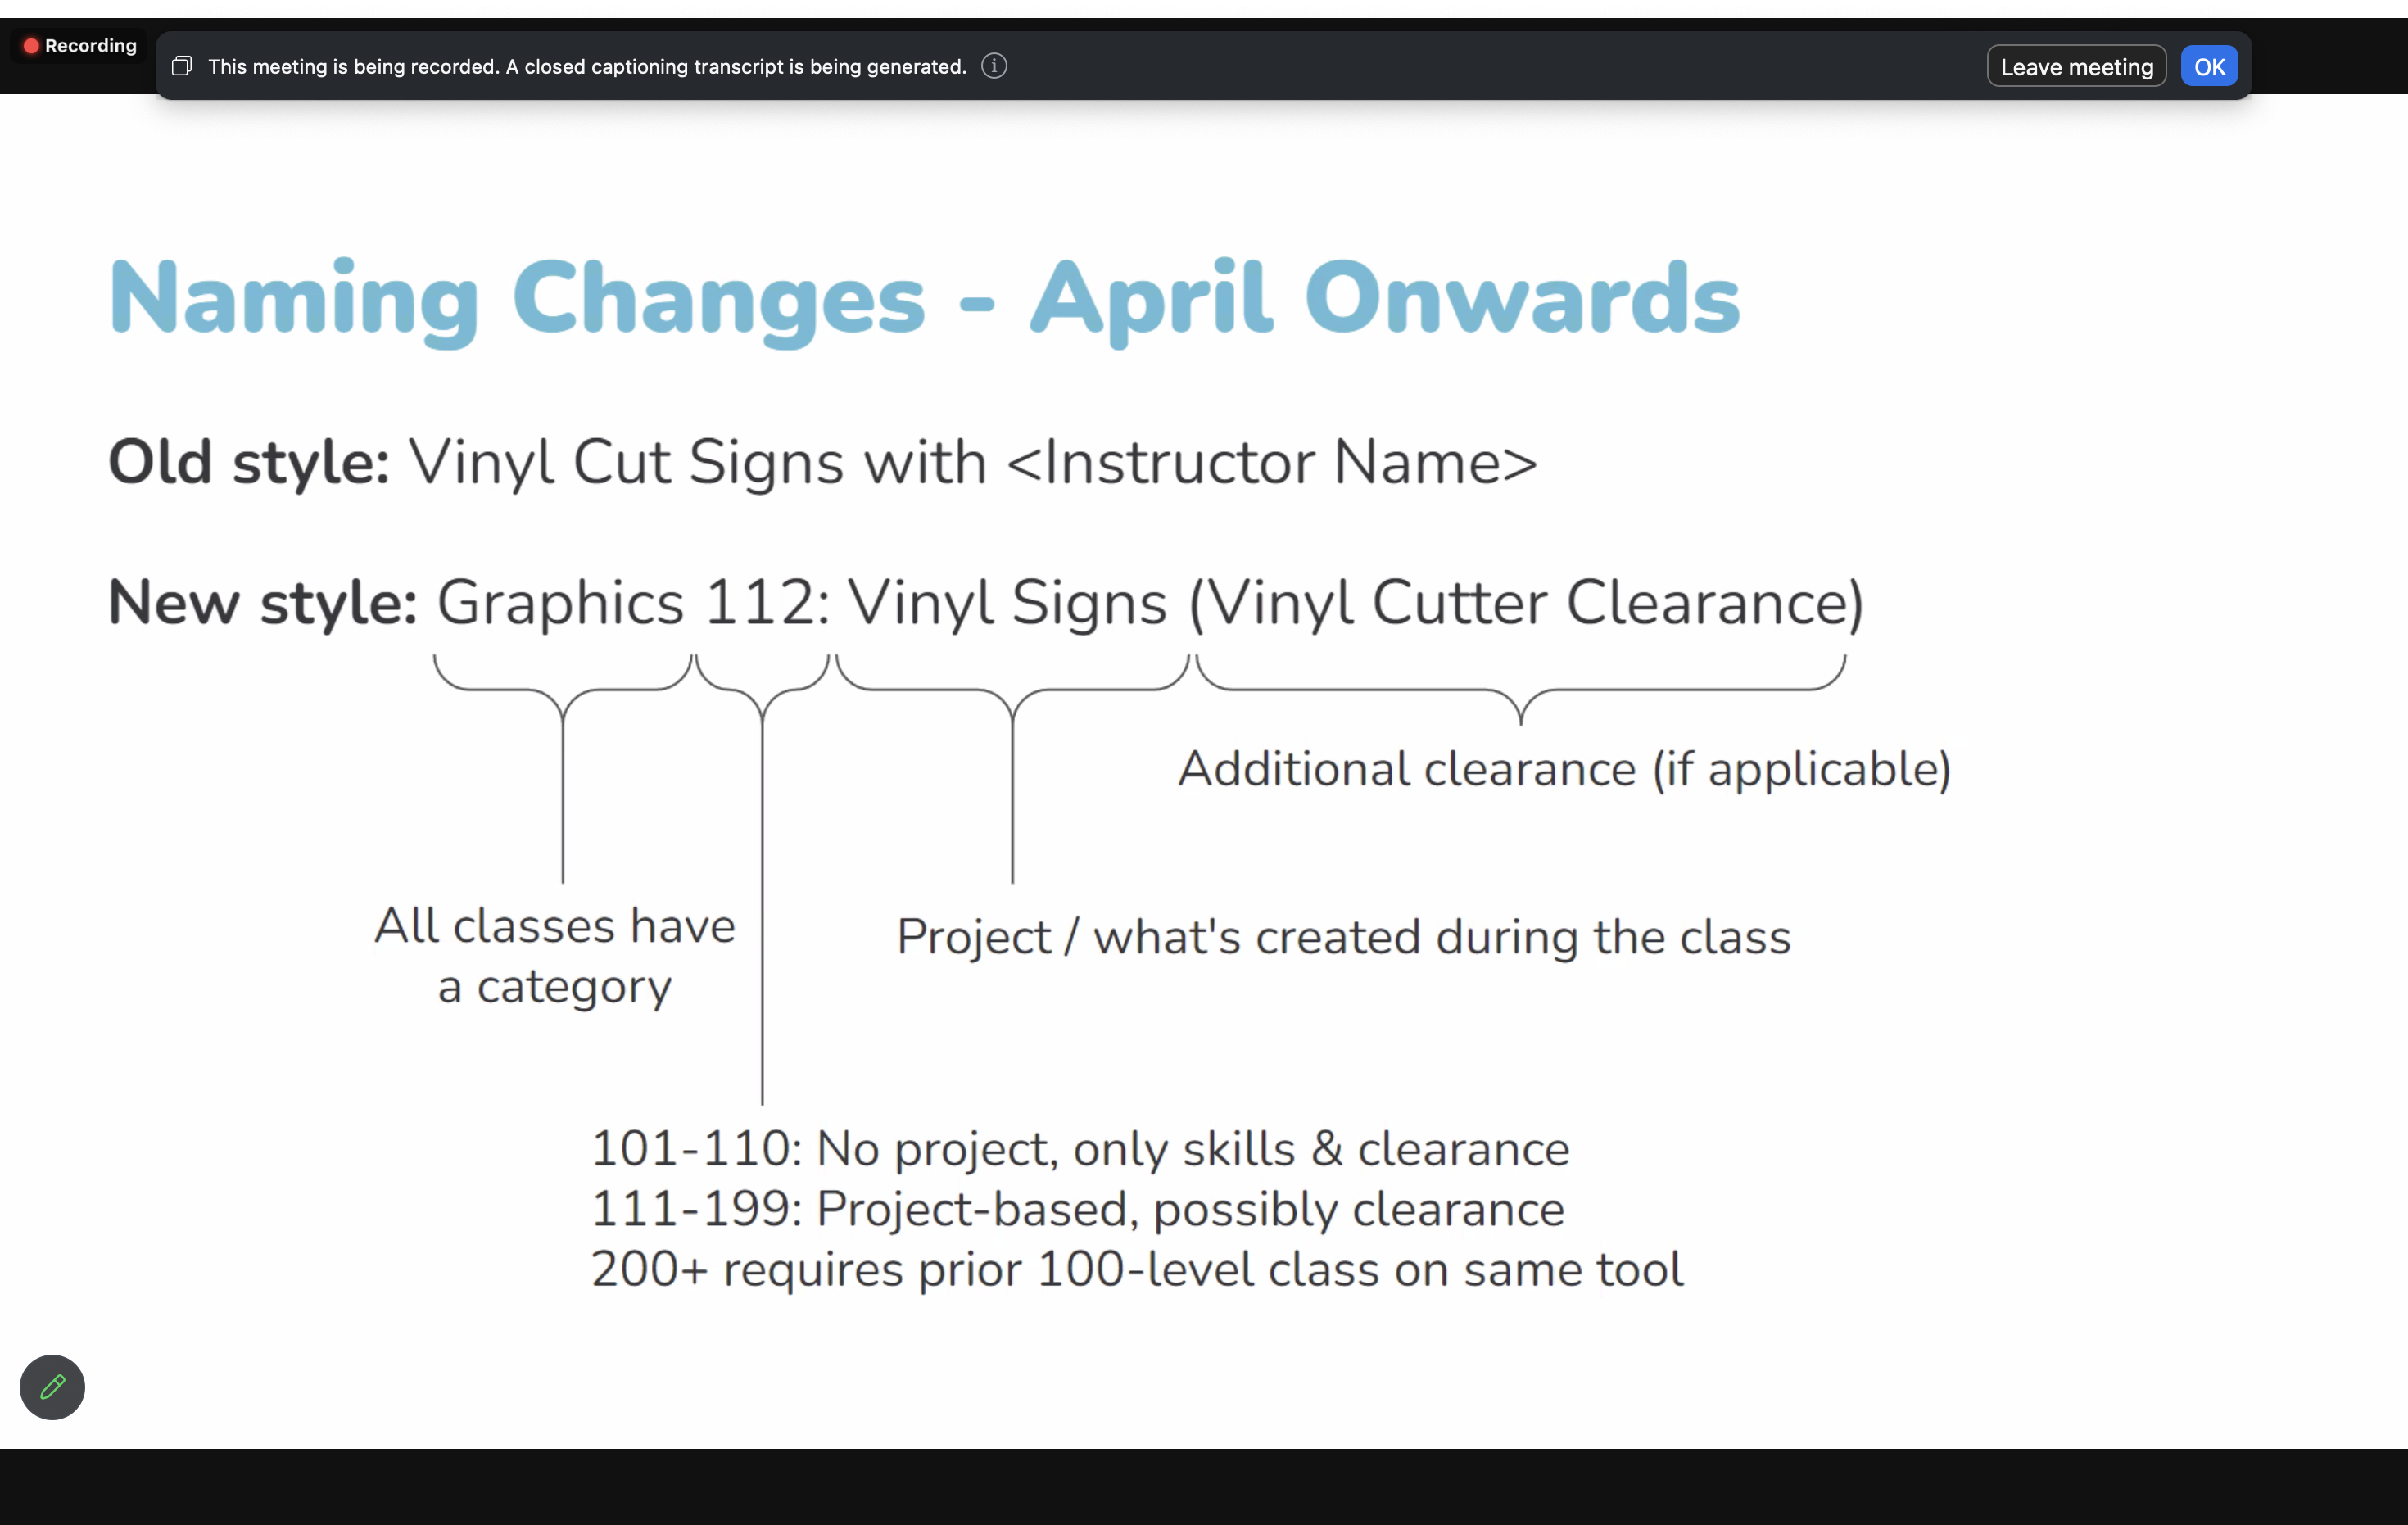 Recording
This meeting is being recorded. A closed captioning transcript is being generated.
Leave meeting
OK
Naming Changes - April Onwards
Old style: Vinyl Cut Signs with <Instructor Name>
New style: Graphics 112: Vinyl Signs (Vinyl Cutter Clearance)
Additional clearance (if applicable)
All classes have
a category
Project / what's created during the class
101-110: No project, only skills & clearance
111-199: Project-based, possibly clearance
200+ requires prior 100-level class on same tool